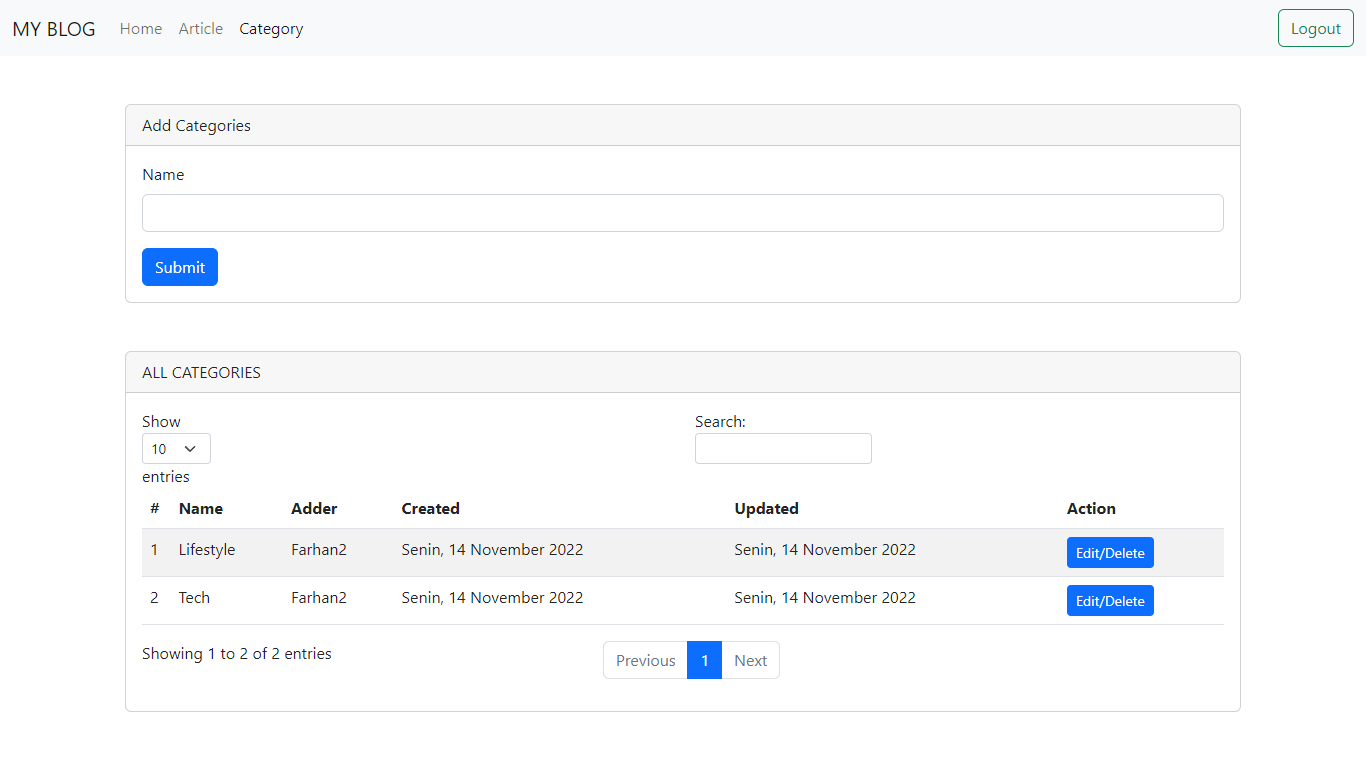 MY BLOG Home Article Category Logout
Add Categories
Name
Submit
ALL CATEGORIES
Show Search:
10
entries
# Name Adder Created Updated Action
1 Lifestyle Farhan2 Senin, 14 November 2022 Senin, 14 November 2022 Edit/Delete
2 Tech Farhan2 Senin, 14 November 2022 Senin, 14 November 2022 Edit/Delete
Showing 1 to 2 of 2 entries Previous 1 Next